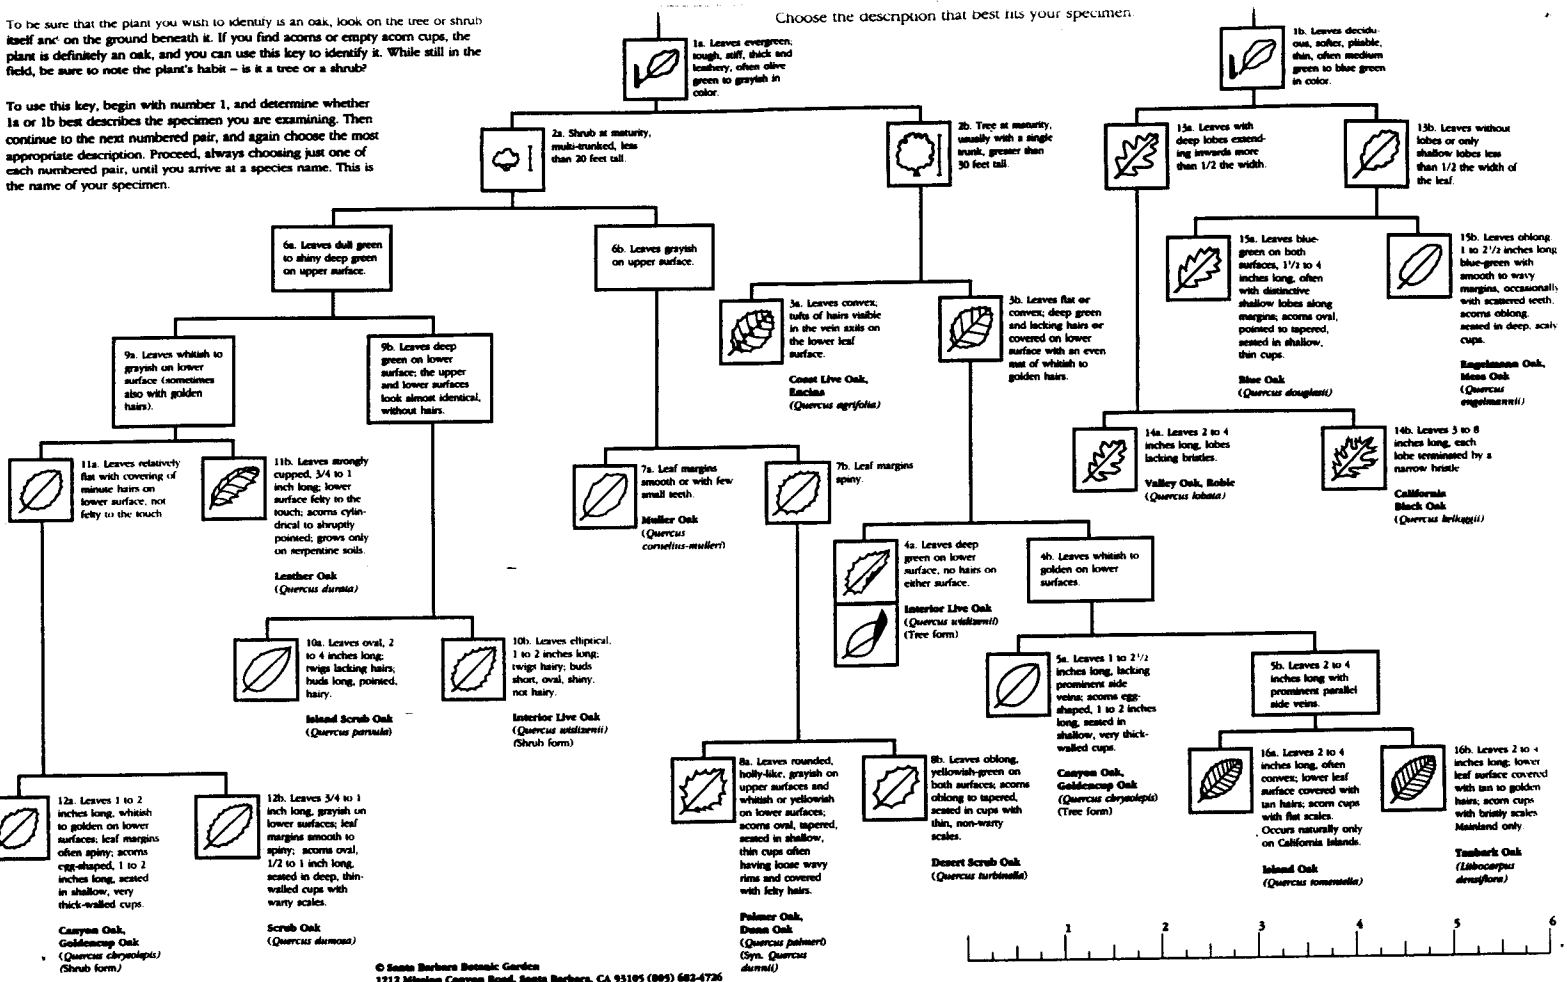 To be sure that the plant you wish to identify is an oak, look on the tree or shrub
itself and on the ground beneath it. If you find acorns or empty acorn cups, the
plant is definitely an oak, and you can use this key to identify it. While still in the
field, be sure to note the plant's habit – is it a tree or a shrub?
To use this key, begin with number 1, and determine whether
1a or 1b best describes the specimen you are examining. Then
continue to the next numbered pair, and again choose the most
appropriate description. Proceed, always choosing just one of
each numbered pair, until you arrive at a species name. This is
the name of your specimen.
Choose the description that best fits your specimen.
1a. Leaves evergreen;
tough, stiff, thick and
leathery, often olive
green to grayish in
color.
1b. Leaves decidu-
ous, softer, pliable,
thin, often medium
green to blue green
in color.
2a. Shrub at maturity,
multi-trunked, less
than 20 feet tall.
2b. Tree at maturity,
usually with a single
trunk, greater than
30 feet tall.
13a. Leaves with
deep lobes extend-
ing inwards more
than 1/2 the width.
13b. Leaves without
lobes or only
shallow lobes less
than 1/2 the width of
the leaf.
6a. Leaves dull green
to shiny deep green
on upper surface.
6b. Leaves grayish
on upper surface.
3a. Leaves convex;
tufts of hairs visible
in the vein axils on
the lower leaf
surface.
Coast Live Oak,
Encina
(Quercus agrifolia)
3b. Leaves flat or
convex; deep green
and lacking hairs or
covered on lower
surface with an even
mat of whitish to
golden hairs.
15a. Leaves blue-
green on both
surfaces, 1 1/2 to 4
inches long, often
with distinctive
shallow lobes along
margins; acorns oval,
pointed to tapered,
seated in shallow,
thin cups.
Blue Oak
(Quercus douglasii)
15b. Leaves oblong
1 to 2 1/2 inches long
blue-green with
smooth to wavy
margins, occasionally
with scattered teeth.
acorns oblong.
seated in deep, scaly
cups.
Engelmann Oak,
Mesa Oak
(Quercus
engelmannii)
9a. Leaves whitish to
grayish on lower
surface (sometimes
also with golden
hairs).
9b. Leaves deep
green on lower
surface; the upper
and lower surfaces
look almost identical,
without hairs.
11a. Leaves relatively
flat with covering of
minute hairs on
lower surface, not
felty to the touch
11b. Leaves strongly
cupped, 3/4 to 1
inch long; lower
surface felty to the
touch; acorns cylin-
drical to abruptly
pointed; grows only
on serpentine soils.
Leather Oak
(Quercus durata)
7a. Leaf margins
smooth or with few
small teeth.
Muller Oak
(Quercus
cornelius-mulleri)
7b. Leaf margins
spiny.
14a. Leaves 2 to 4
inches long, lobes
lacking bristles.
Valley Oak, Roble
(Quercus lobata)
14b. Leaves 3 to 8
inches long, each
lobe terminated by a
narrow bristle
California
Black Oak
(Quercus kelloggii)
4a. Leaves deep
green on lower
surface, no hairs on
either surface.
Interior Live Oak
(Quercus wislizenii)
(Tree form)
4b. Leaves whitish to
golden on lower
surfaces.
10a. Leaves oval, 2
to 4 inches long;
twigs lacking hairs;
buds long, pointed,
hairy.
Island Scrub Oak
(Quercus parvula)
10b. Leaves elliptical,
1 to 2 inches long;
twigs hairy; buds
short, oval, shiny.
not hairy.
Interior Live Oak
(Quercus wislizenii)
(Shrub form)
5a. Leaves 1 to 2 1/2
inches long, lacking
prominent side
veins; acorns egg-
shaped, 1 to 2 inches
long, seated in
shallow, very thick-
walled cups.
Canyon Oak,
Goldencup Oak
(Quercus chrysolepis)
(Tree form)
5b. Leaves 2 to 4
inches long with
prominent parallel
side veins.
12a. Leaves 1 to 2
inches long, whitish
to golden on lower
surfaces; leaf margins
often spiny; acorns
egg-shaped, 1 to 2
inches long, seated
in shallow, very
thick-walled cups.
Canyon Oak,
Goldencup Oak
(Quercus chrysolepis)
(Shrub form)
12b. Leaves 3/4 to 1
inch long, grayish on
lower surfaces; leaf
margins smooth to
spiny; acorns oval,
1/2 to 1 inch long,
seated in deep, thin-
walled cups with
warty scales.
Scrub Oak
(Quercus dumosa)
8a. Leaves rounded,
holly-like, grayish on
upper surfaces and
whitish or yellowish
on lower surfaces;
acorns oval, tapered,
seated in shallow,
thin cups often
having loose wavy
rims and covered
with felty hairs.
Palmer Oak,
Dunn Oak
(Quercus palmeri)
(Syn. Quercus
dunnii)
8b. Leaves oblong,
yellowish-green on
both surfaces; acorns
oblong to tapered,
seated in cups with
thin, non-warty
scales.
Desert Scrub Oak
(Quercus turbinella)
16a. Leaves 2 to 4
inches long, often
convex; lower leaf
surface covered with
tan hairs; acorn cups
with flat scales.
Occurs naturally only
on California Islands.
Island Oak
(Quercus tomentella)
16b. Leaves 2 to 4
inches long; lower
leaf surface covered
with tan to golden
hairs; acorn cups
with bristly scales
Mainland only
Tanbark Oak
(Lithocarpus
densiflora)
1 2 3 4 5 6
© Santa Barbara Botanic Garden
1212 Mission Canyon Road, Santa Barbara, CA 93105 (805) 682-4726